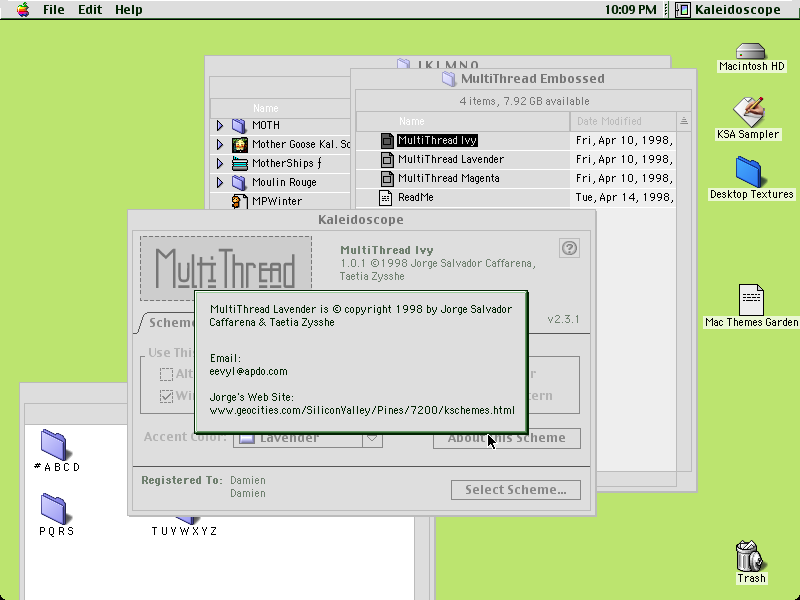 File Edit Help
10:09 PM Kaleidoscope
Macintosh HD
KSA Sampler
Desktop Textures
Mac Themes Garden
Trash
I J K L M N O
Name
MOTH
Mother Goose Kal. Sc
MotherShips ƒ
Moulin Rouge
MPWinter
MultiThread Embossed
4 items, 7.92 GB available
Name Date Modified
MultiThread Ivy Fri, Apr 10, 1998,
MultiThread Lavender Fri, Apr 10, 1998,
MultiThread Magenta Fri, Apr 10, 1998,
ReadMe Tue, Apr 14, 1998,
Kaleidoscope
MultiThread
MultiThread Ivy
1.0.1 ©1998 Jorge Salvador Caffarena,
Taetia Zysshe
?
Scheme
v2.3.1
Use This
Alt
Win
tern
MultiThread Lavender is © copyright 1998 by Jorge Salvador
Caffarena & Taetia Zysshe
Email:
eevyl@apdo.com
Jorge's Web Site:
www.geocities.com/SiliconValley/Pines/7200/kschemes.html
Accent Color: Lavender
About This Scheme
Registered To: Damien
Damien
Select Scheme...
#ABCD
PQRS
TUVWXYZ